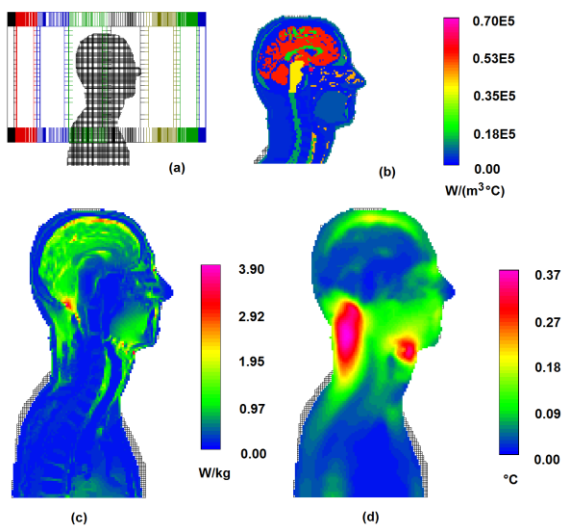 (a)
0.70E5
0.53E5
0.35E5
0.18E5
0.00
W/(m³ °C)
(b)
3.90
2.92
1.95
0.97
0.00
W/kg
(c)
0.37
0.27
0.18
0.09
0.00
°C
(d)